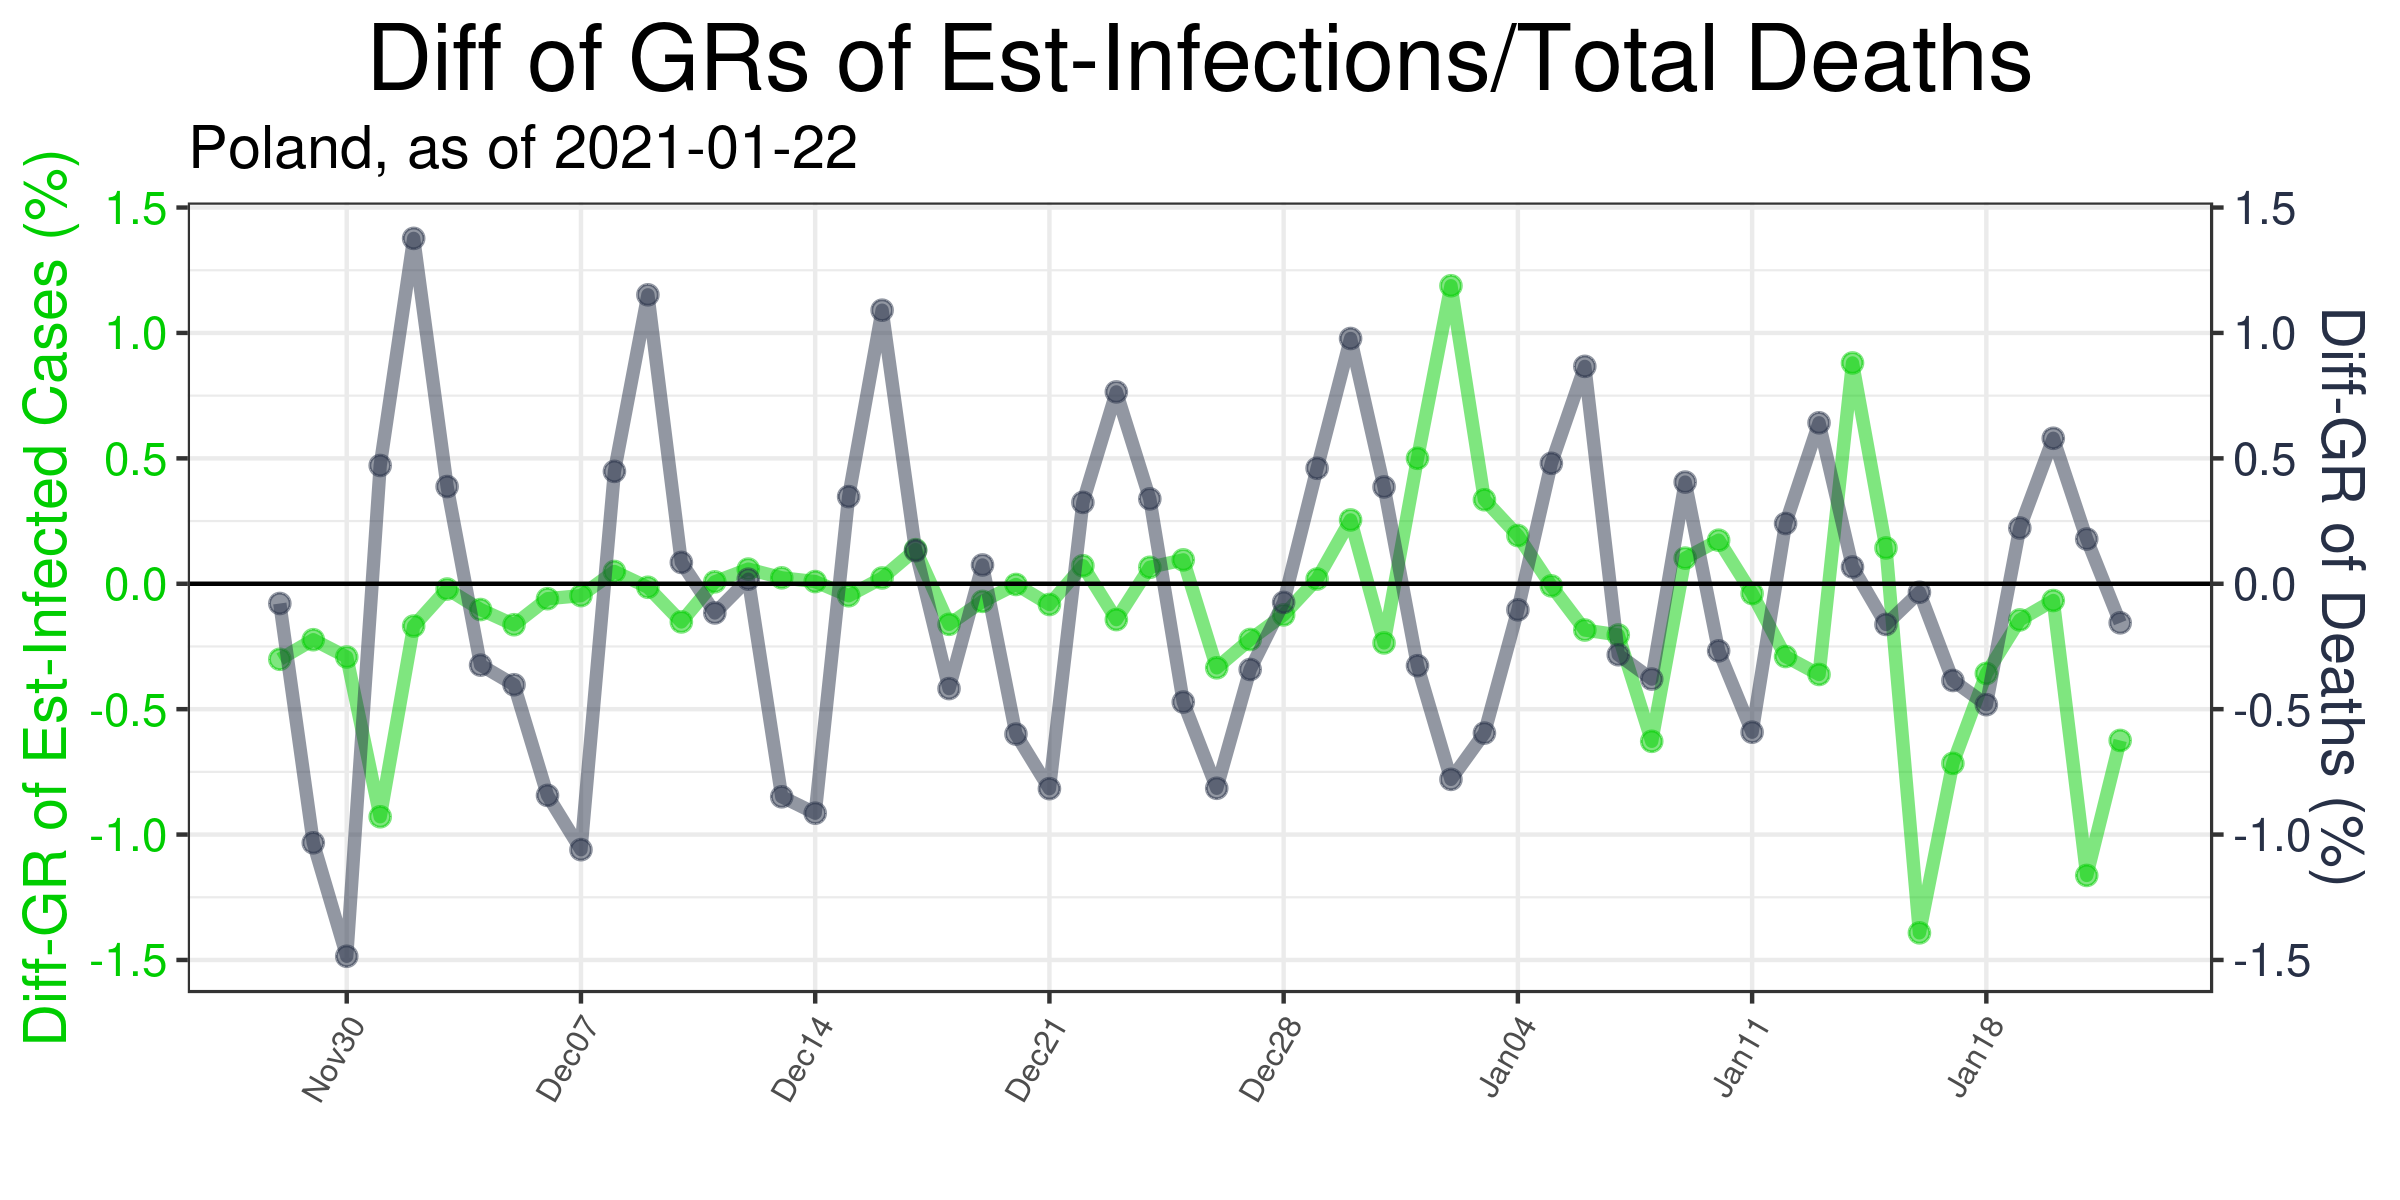 Diff of GRs of Est-Infections/Total Deaths
Poland, as of 2021-01-22
Diff-GR of Est-Infected Cases (%)
1.5
1.0
0.5
0.0
-0.5
-1.0
-1.5
1.5
1.0
0.5
0.0
-0.5
-1.0
-1.5
Diff-GR of Deaths (%)
Nov30
Dec07
Dec14
Dec21
Dec28
Jan04
Jan11
Jan18